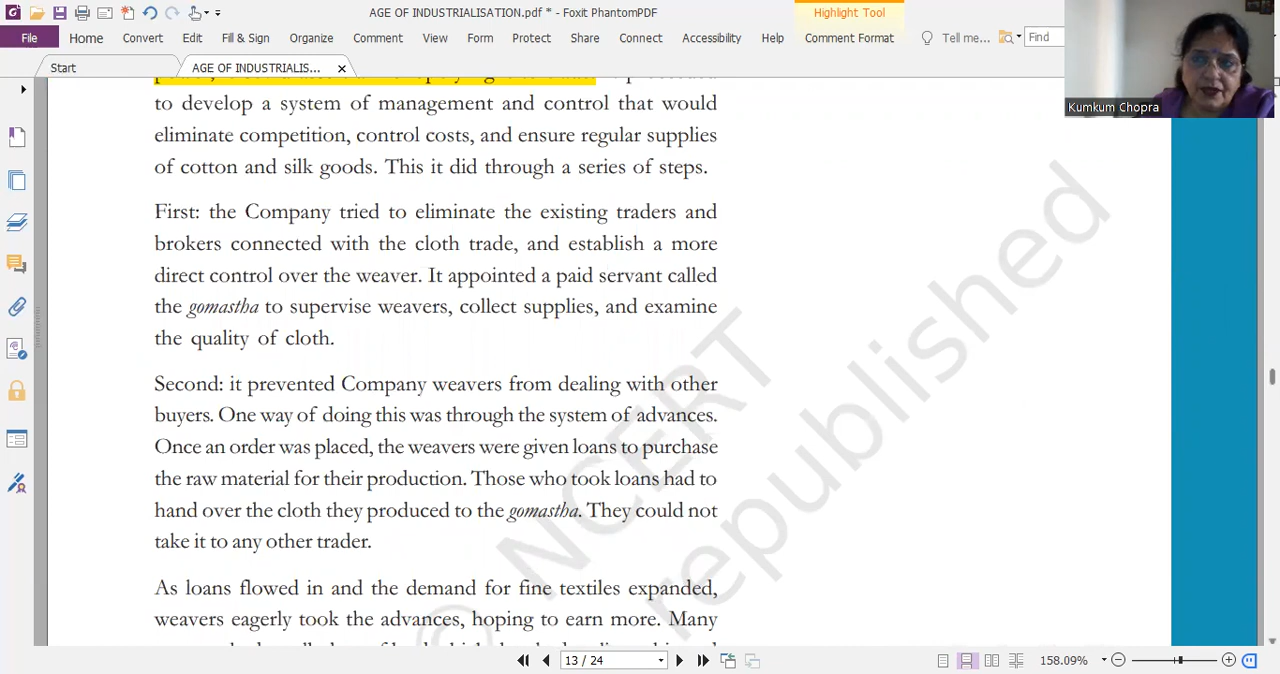 AGE OF INDUSTRIALISATION.pdf * - Foxit PhantomPDF
Highlight Tool
File Home Convert Edit Fill & Sign Organize Comment View Form Protect Share Connect Accessibility Help Comment Format Tell me... Find
Start AGE OF INDUSTRIALIS...
Kumkum Chopra
to develop a system of management and control that would
eliminate competition, control costs, and ensure regular supplies
of cotton and silk goods. This it did through a series of steps.
First: the Company tried to eliminate the existing traders and
brokers connected with the cloth trade, and establish a more
direct control over the weaver. It appointed a paid servant called
the gomastha to supervise weavers, collect supplies, and examine
the quality of cloth.
Second: it prevented Company weavers from dealing with other
buyers. One way of doing this was through the system of advances.
Once an order was placed, the weavers were given loans to purchase
the raw material for their production. Those who took loans had to
hand over the cloth they produced to the gomastha. They could not
take it to any other trader.
As loans flowed in and the demand for fine textiles expanded,
weavers eagerly took the advances, hoping to earn more. Many
© NCERT
republished
13 / 24
158.09%